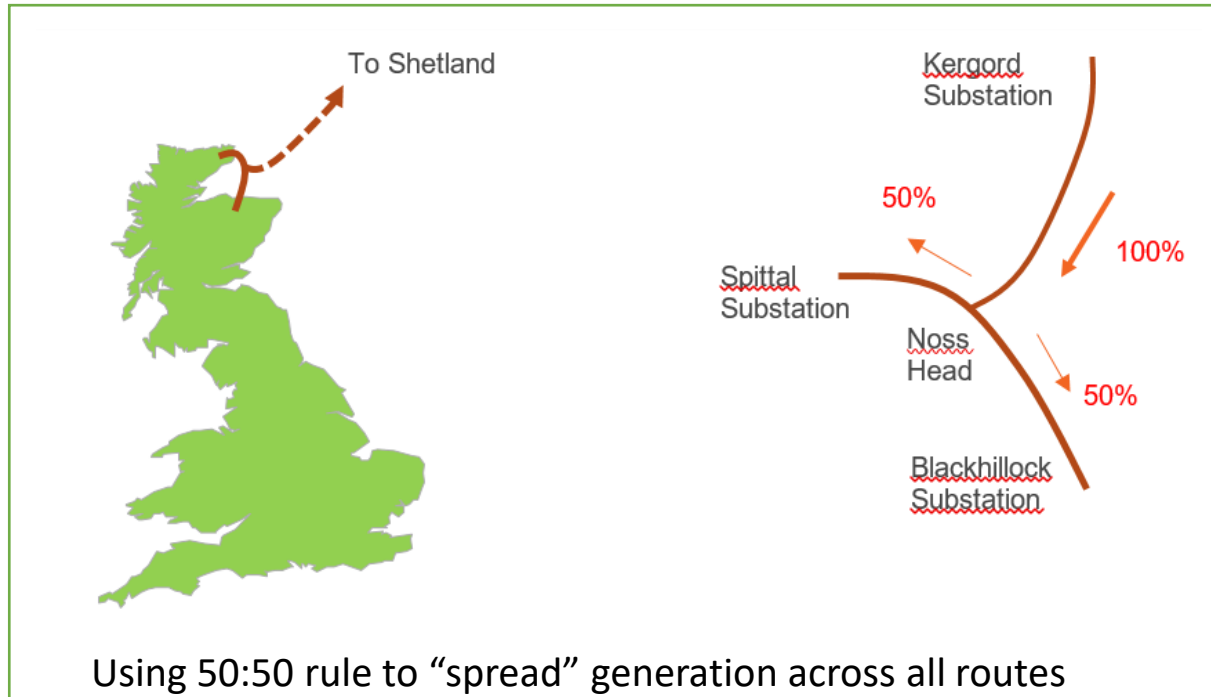 To Shetland
Kergord
Substation
50%
100%
Spittal
Substation
Noss
Head
50%
Blackhillock
Substation
Using 50:50 rule to “spread” generation across all routes